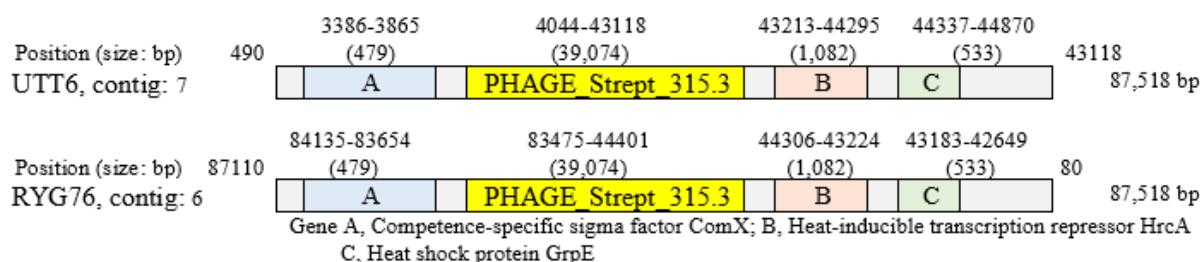 3386-3865 4044-43118 43213-44295 44337-44870
Position (size: bp) 490 (479) (39,074) (1,082) (533) 43118
UTT6, contig: 7 A PHAGE_Strept_315.3 B C 87,518 bp
84135-83654 83475-44401 44306-43224 43183-42649
Position (size: bp) 87110 (479) (39,074) (1,082) (533) 80
RYG76, contig: 6 A PHAGE_Strept_315.3 B C 87,518 bp
Gene A, Competence-specific sigma factor ComX; B, Heat-inducible transcription repressor HrcA
C, Heat shock protein GrpE